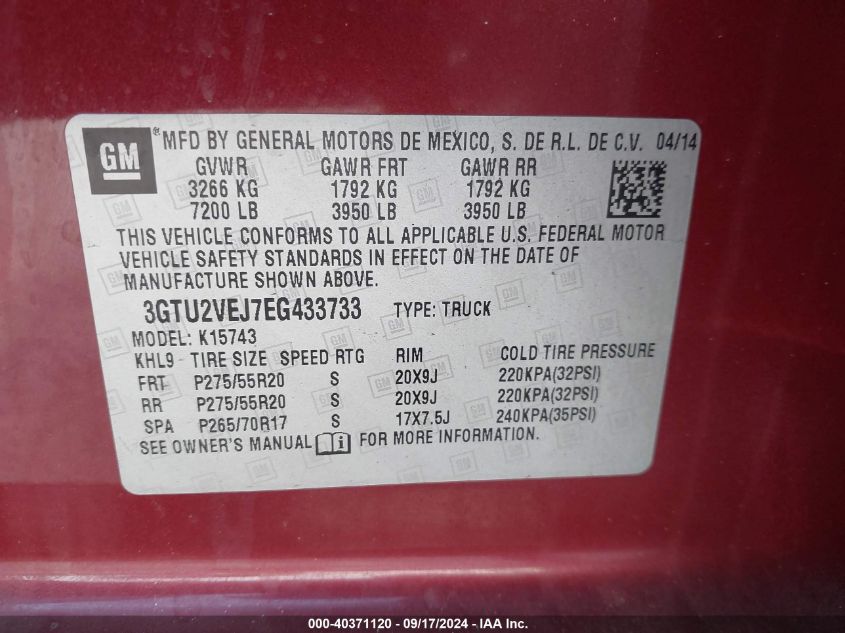 GM ® MFD BY GENERAL MOTORS DE MEXICO, S. DE R.L. DE C.V. 04/14
GVWR GAWR FRT GAWR RR
3266 KG 1792 KG 1792 KG
7200 LB 3950 LB 3950 LB
THIS VEHICLE CONFORMS TO ALL APPLICABLE U.S. FEDERAL MOTOR
VEHICLE SAFETY STANDARDS IN EFFECT ON THE DATE OF
MANUFACTURE SHOWN ABOVE.
3GTU2VEJ7EG433733 TYPE: TRUCK
MODEL: K15743
KHL9 - TIRE SIZE SPEED RTG RIM COLD TIRE PRESSURE
FRT P275/55R20 S 20X9J 220KPA(32PSI)
RR P275/55R20 S 20X9J 220KPA(32PSI)
SPA P265/70R17 S 17X7.5J 240KPA(35PSI)
SEE OWNER'S MANUAL i FOR MORE INFORMATION.
000-40371120 - 09/17/2024 - IAA Inc.